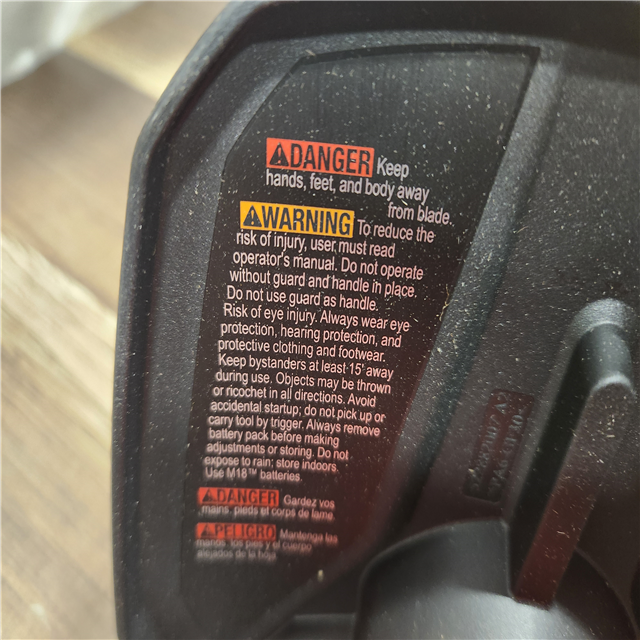 DANGER Keep
hands, feet, and body away
from blade.
WARNING To reduce the
risk of injury, user must read
operator's manual. Do not operate
without guard and handle in place.
Do not use guard as handle.
Risk of eye injury. Always wear eye
protection, hearing protection, and
protective clothing and footwear.
Keep bystanders at least 15' away
during use. Objects may be thrown
or ricochet in all directions. Avoid
accidental startup; do not pick up or
carry tool by trigger. Always remove
battery pack before making
adjustments or storing. Do not
expose to rain; store indoors.
Use M18™ batteries.
DANGER Gardez vos
mains, pieds et corps de lame.
PELIGRO Mantenga las
manos, los pies y el cuerpo
alejados de la hoja.